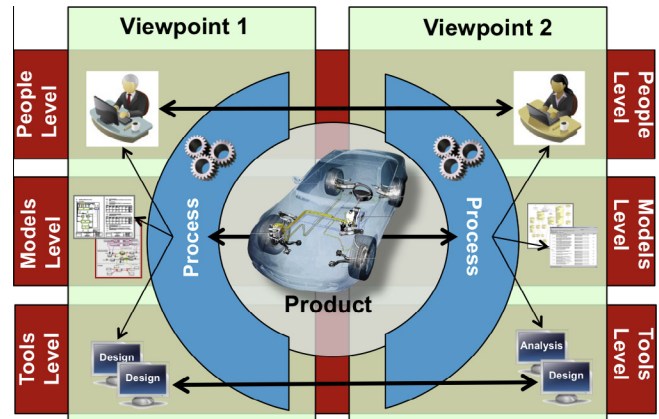 Viewpoint 1
Viewpoint 2
People
Level
People
Level
Models Level
Process
Process
Models
Level
Product
Tools
Level
Design
Design
Analysis
Design
Tools
Level